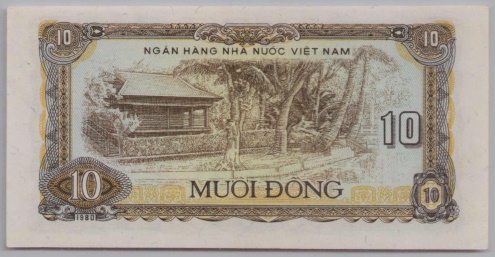 10 10
NGÂN HÀNG NHÀ NƯỚC VIỆT NAM
10
10 MƯỜI ĐỒNG 10
1980